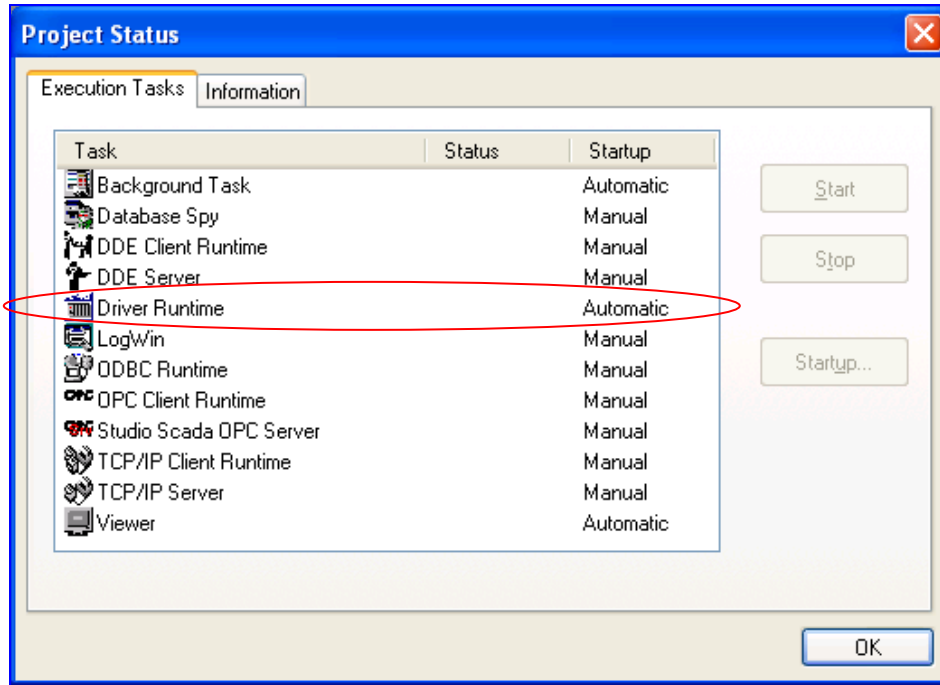 Project Status
Execution Tasks Information
Task Status Startup
Background Task Automatic
Database Spy Manual
DDE Client Runtime Manual
DDE Server Manual
Driver Runtime Automatic
LogWin Manual
ODBC Runtime Manual
OPC Client Runtime Manual
Studio Scada OPC Server Manual
TCP/IP Client Runtime Manual
TCP/IP Server Manual
Viewer Automatic
Start
Stop
Startup...
OK